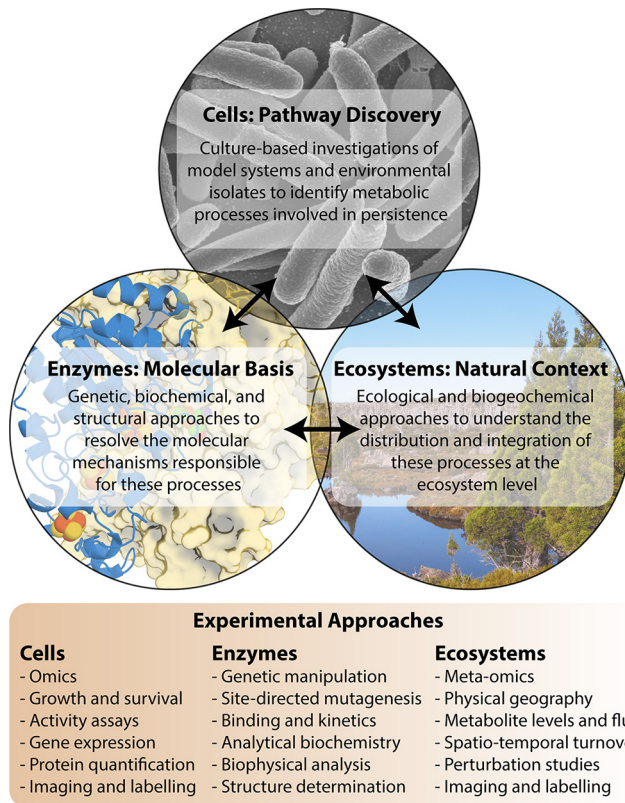 Cells: Pathway Discovery
Culture-based investigations of
model systems and environmental
isolates to identify metabolic
processes involved in persistence
Enzymes: Molecular Basis
Genetic, biochemical, and
structural approaches to
resolve the molecular
mechanisms responsible
for these processes
Ecosystems: Natural Context
Ecological and biogeochemical
approaches to understand the
distribution and integration of
these processes at the
ecosystem level
Experimental Approaches
Cells
- Omics
- Growth and survival
- Activity assays
- Gene expression
- Protein quantification
- Imaging and labelling
Enzymes
- Genetic manipulation
- Site-directed mutagenesis
- Binding and kinetics
- Analytical biochemistry
- Biophysical analysis
- Structure determination
Ecosystems
- Meta-omics
- Physical geography
- Metabolite levels and
- Spatio-temporal
- Perturbation studies
- Imaging and labelling